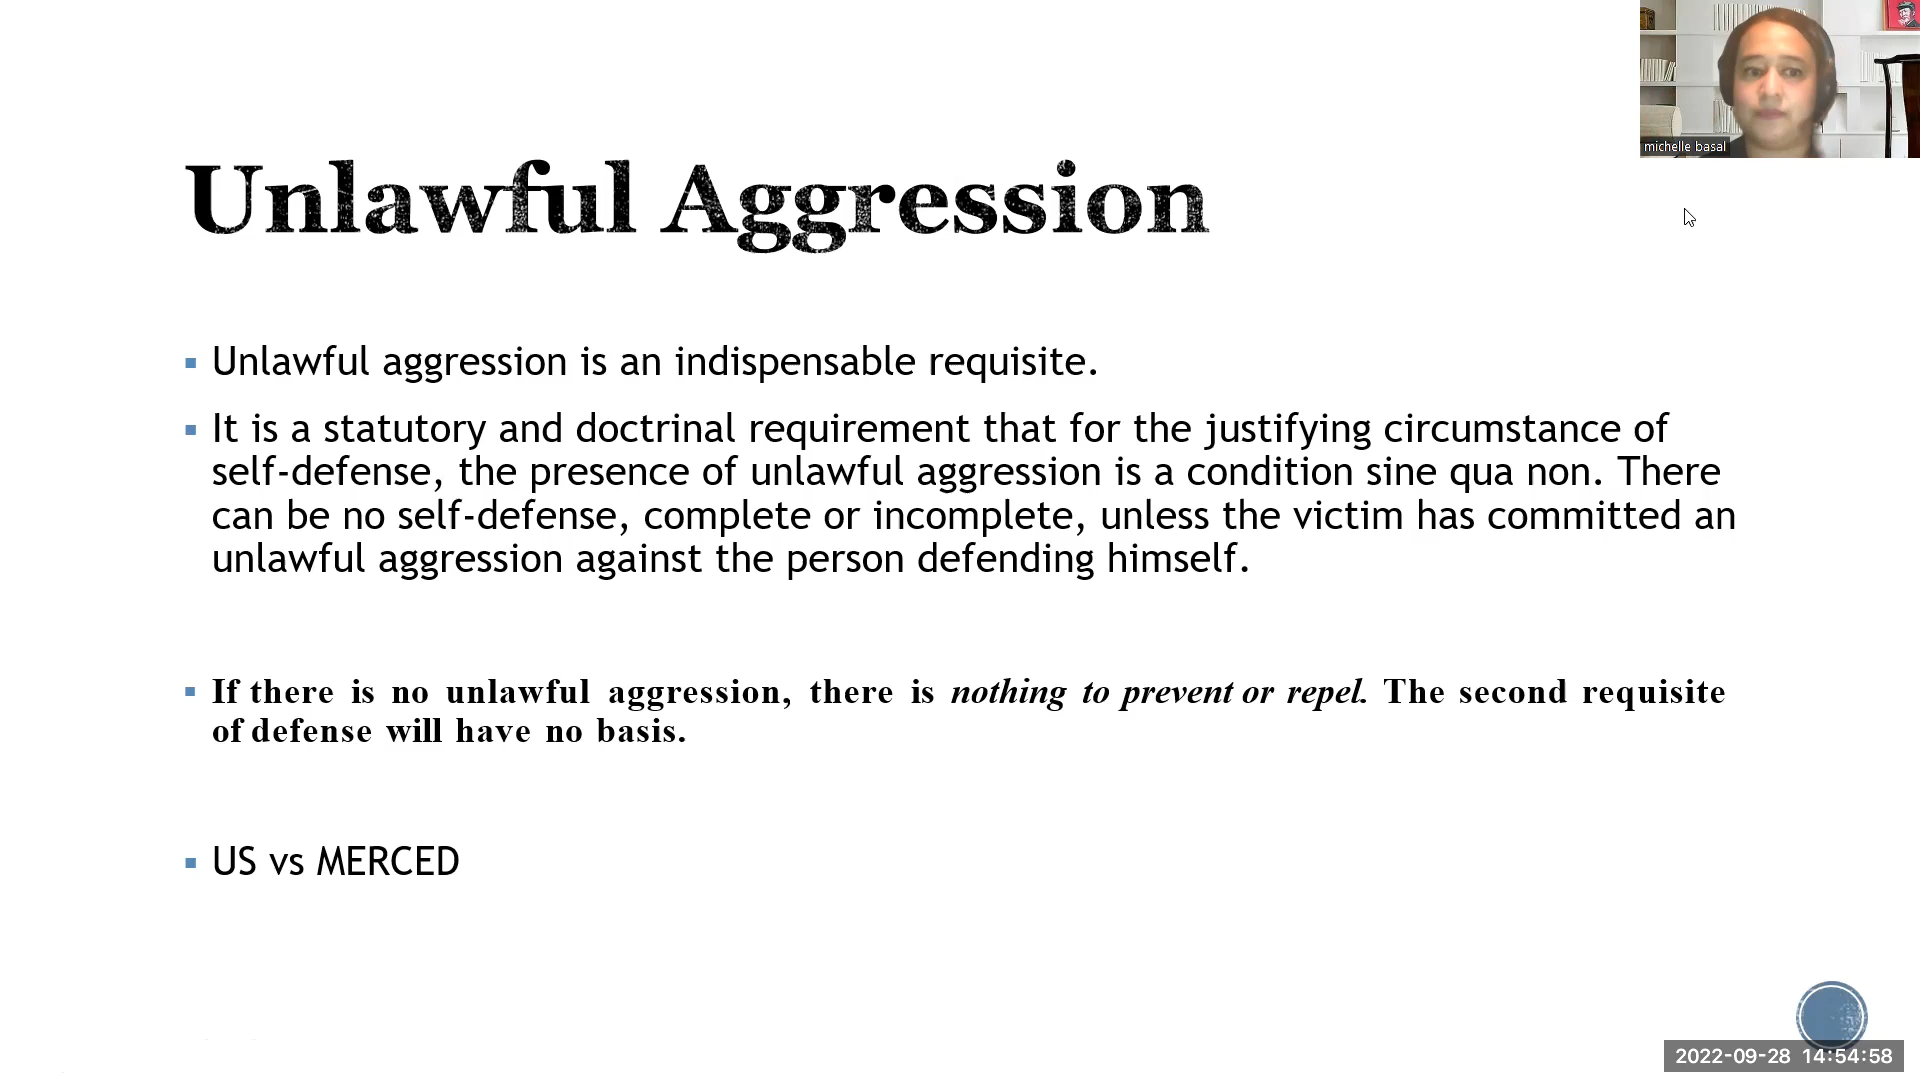 michelle basal
Unlawful Aggression
Unlawful aggression is an indispensable requisite.
It is a statutory and doctrinal requirement that for the justifying circumstance of
self-defense, the presence of unlawful aggression is a condition sine qua non. There
can be no self-defense, complete or incomplete, unless the victim has committed an
unlawful aggression against the person defending himself.
If there is no unlawful aggression, there is nothing to prevent or repel. The second requisite
of defense will have no basis.
US vs MERCED
2022-09-28 14:54:58